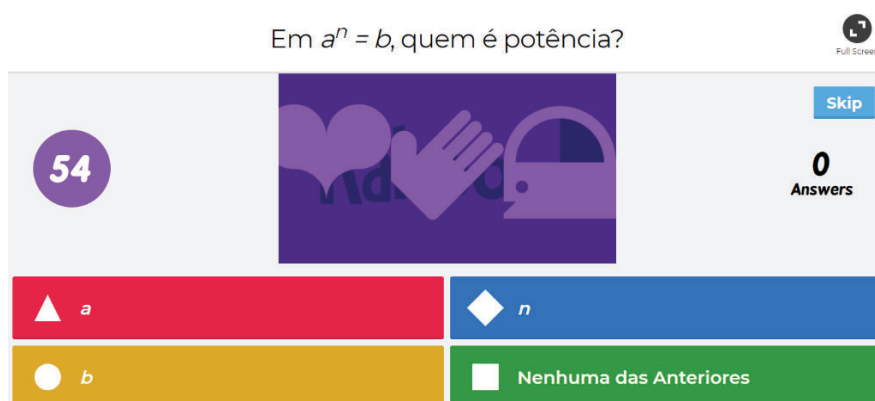 Em aⁿ = b, quem é potência?
Full Screen
Skip
54
0
Answers
a
n
b
Nenhuma das Anteriores